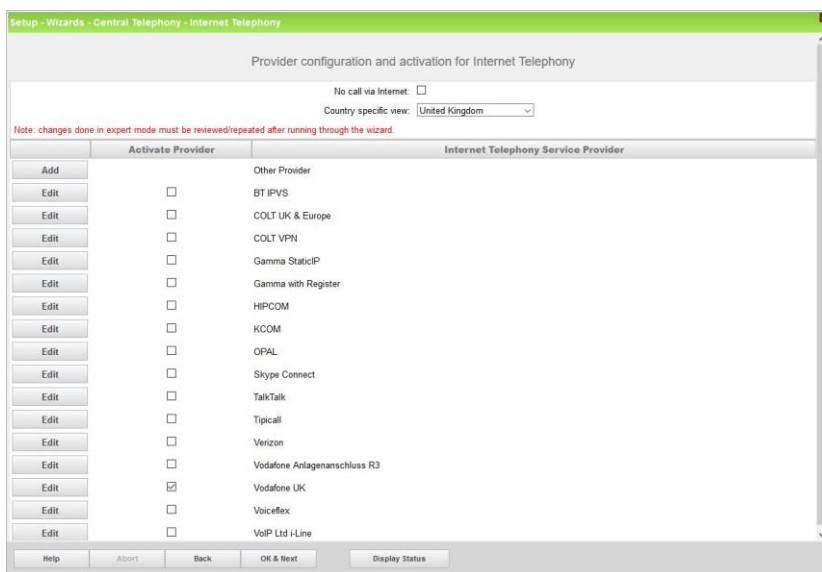 Setup - Wizards - Central Telephony - Internet Telephony
Provider configuration and activation for Internet Telephony
No call via Internet:
Country specific view: United Kingdom
Note: changes done in expert mode must be reviewed/repeated after running through the wizard.
Activate Provider Internet Telephony Service Provider
Add Other Provider
Edit BT IPVS
Edit COLT UK & Europe
Edit COLT VPN
Edit Gamma StaticIP
Edit Gamma with Register
Edit HIPCOM
Edit KCOM
Edit OPAL
Edit Skype Connect
Edit TalkTalk
Edit Tipicall
Edit Verizon
Edit Vodafone Anlagenanschluss R3
Edit Vodafone UK
Edit Voiceflex
Edit VoIP Ltd i-Line
Help Abort Back OK & Next Display Status